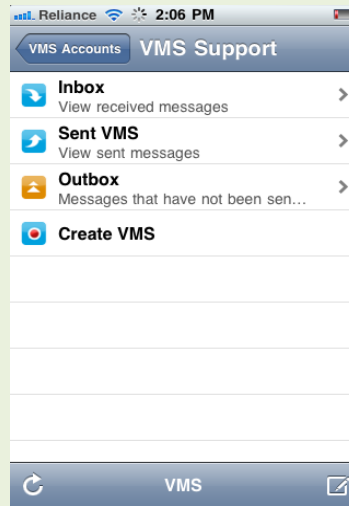 Reliance 2:06 PM
VMS Accounts VMS Support
Inbox
View received messages
Sent VMS
View sent messages
Outbox
Messages that have not been sen...
Create VMS
VMS